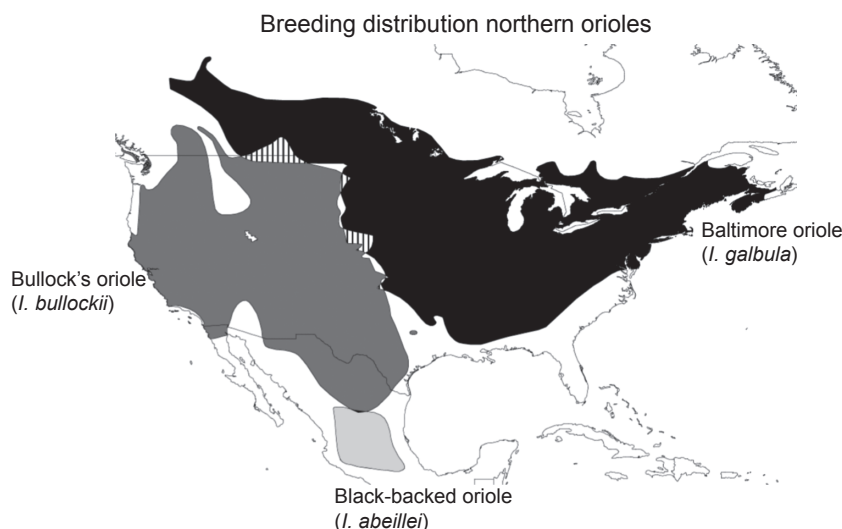 Breeding distribution northern orioles
Baltimore oriole
(I. galbula)
Bullock's oriole
(I. bullockii)
Black-backed oriole
(I. abeillei)